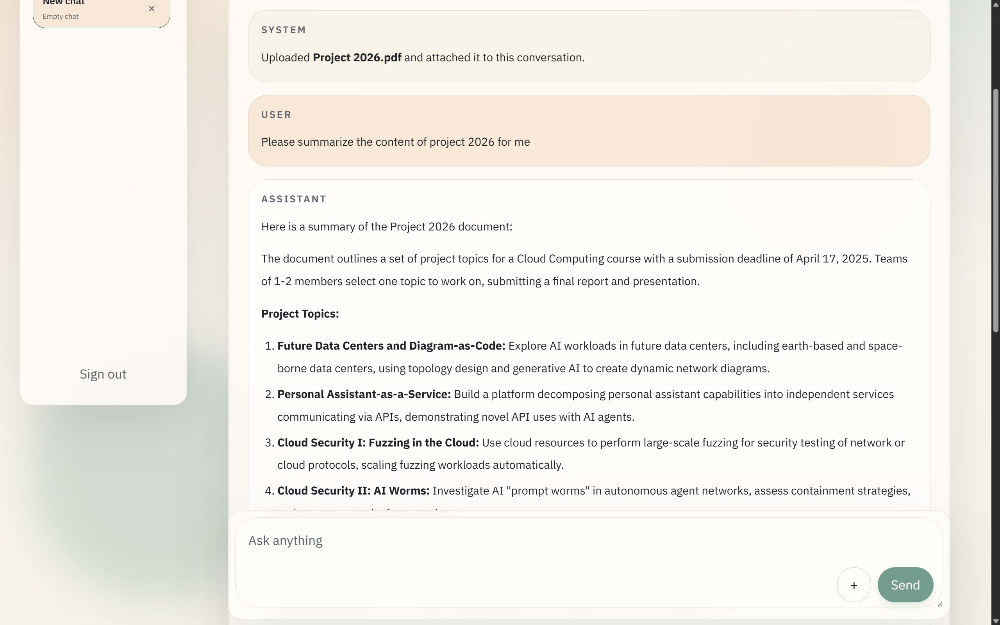 New chat
Empty chat
×
Sign out
SYSTEM
Uploaded Project 2026.pdf and attached it to this conversation.
USER
Please summarize the content of project 2026 for me
ASSISTANT
Here is a summary of the Project 2026 document:
The document outlines a set of project topics for a Cloud Computing course with a submission deadline of April 17, 2025. Teams
of 1-2 members select one topic to work on, submitting a final report and presentation.
Project Topics:
1. Future Data Centers and Diagram-as-Code: Explore AI workloads in future data centers, including earth-based and space-
borne data centers, using topology design and generative AI to create dynamic network diagrams.
2. Personal Assistant-as-a-Service: Build a platform decomposing personal assistant capabilities into independent services
communicating via APIs, demonstrating novel API uses with AI agents.
3. Cloud Security I: Fuzzing in the Cloud: Use cloud resources to perform large-scale fuzzing for security testing of network or
cloud protocols, scaling fuzzing workloads automatically.
4. Cloud Security II: AI Worms: Investigate AI "prompt worms" in autonomous agent networks, assess containment strategies,
Ask anything
+
Send